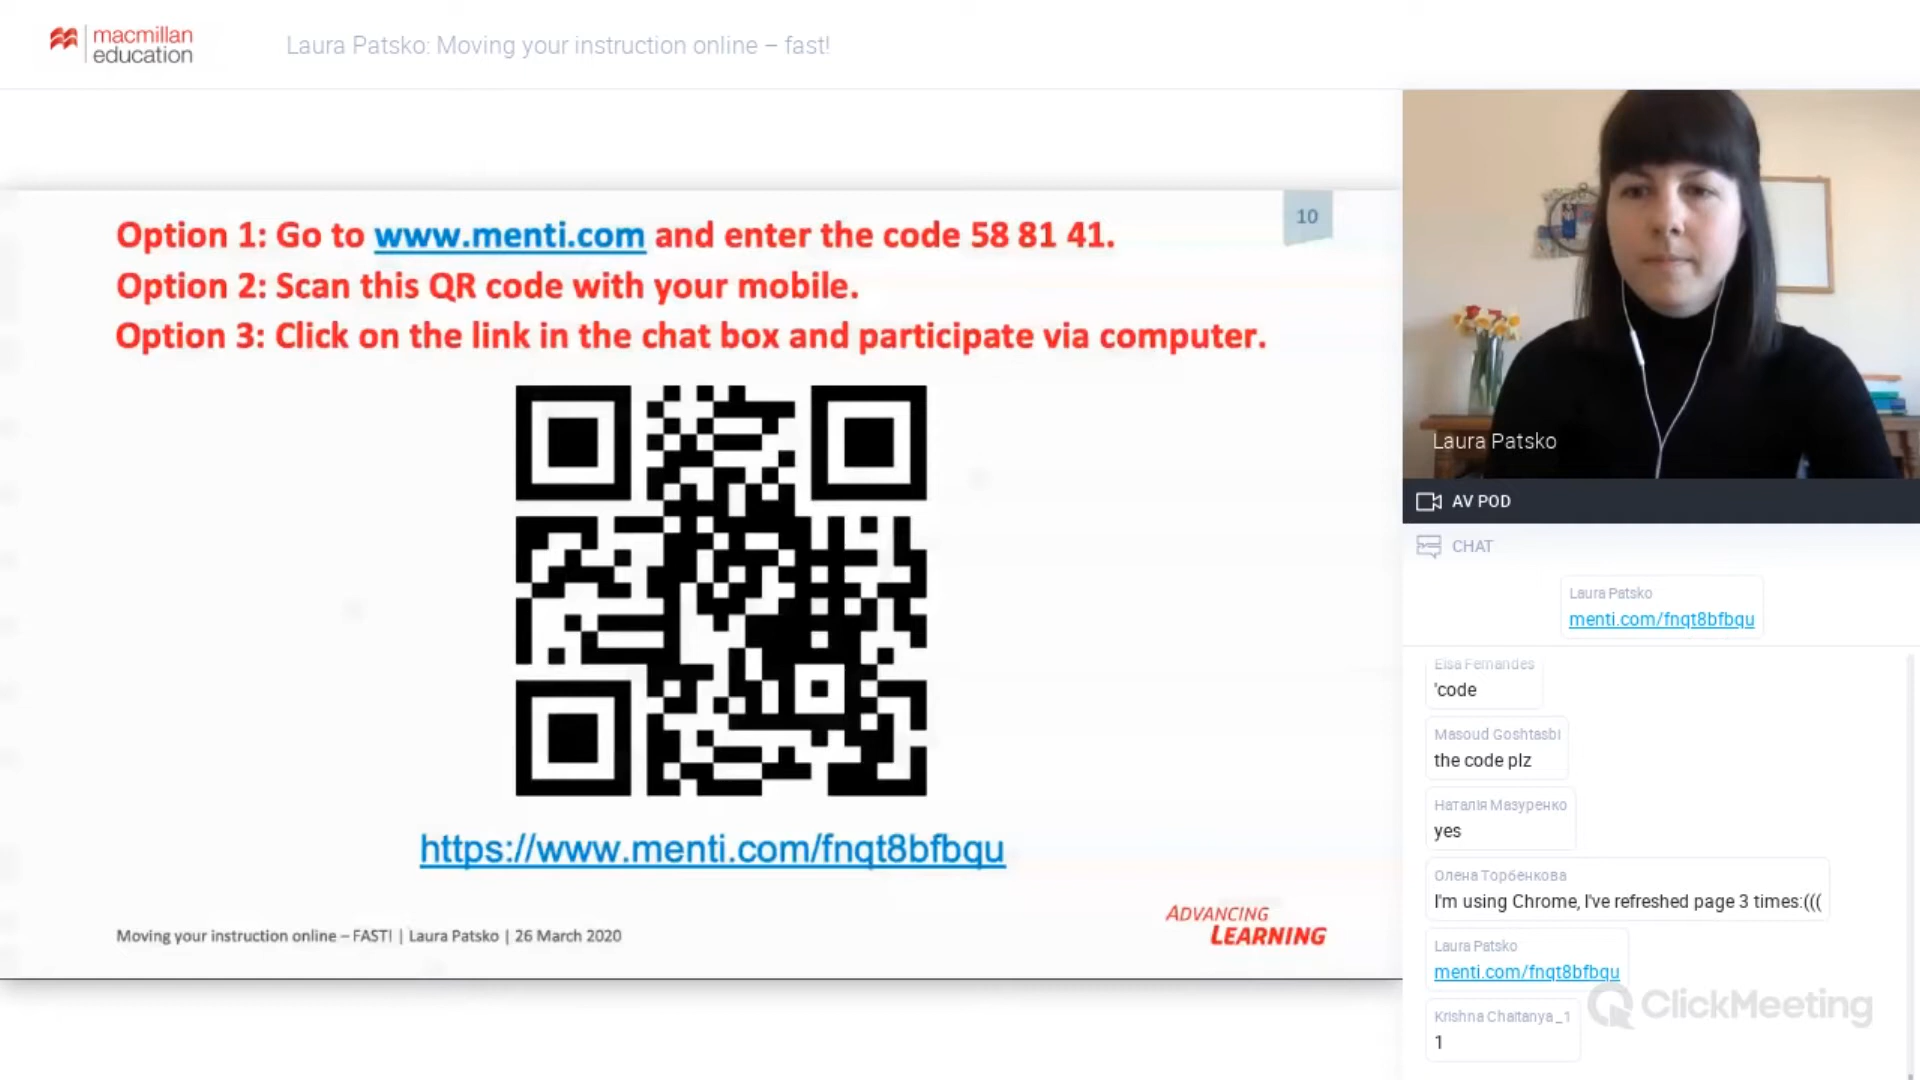 macmillan
education
Laura Patsko: Moving your instruction online – fast!
10
Option 1: Go to www.menti.com and enter the code 58 81 41.
Option 2: Scan this QR code with your mobile.
Option 3: Click on the link in the chat box and participate via computer.
https://www.menti.com/fnqt8bfbqu
Moving your instruction online – FAST! | Laura Patsko | 26 March 2020
ADVANCING
LEARNING
Laura Patsko
AV POD
CHAT
Laura Patsko
menti.com/fnqt8bfbqu
Elsa Fernandes
'code
Masoud Goshtasbi
the code plz
Наталія Мазуренко
yes
Олена Торбенкова
I'm using Chrome, I've refreshed page 3 times:(((
Laura Patsko
menti.com/fnqt8bfbqu
Krishna Chaitanya _1
1
ClickMeeting